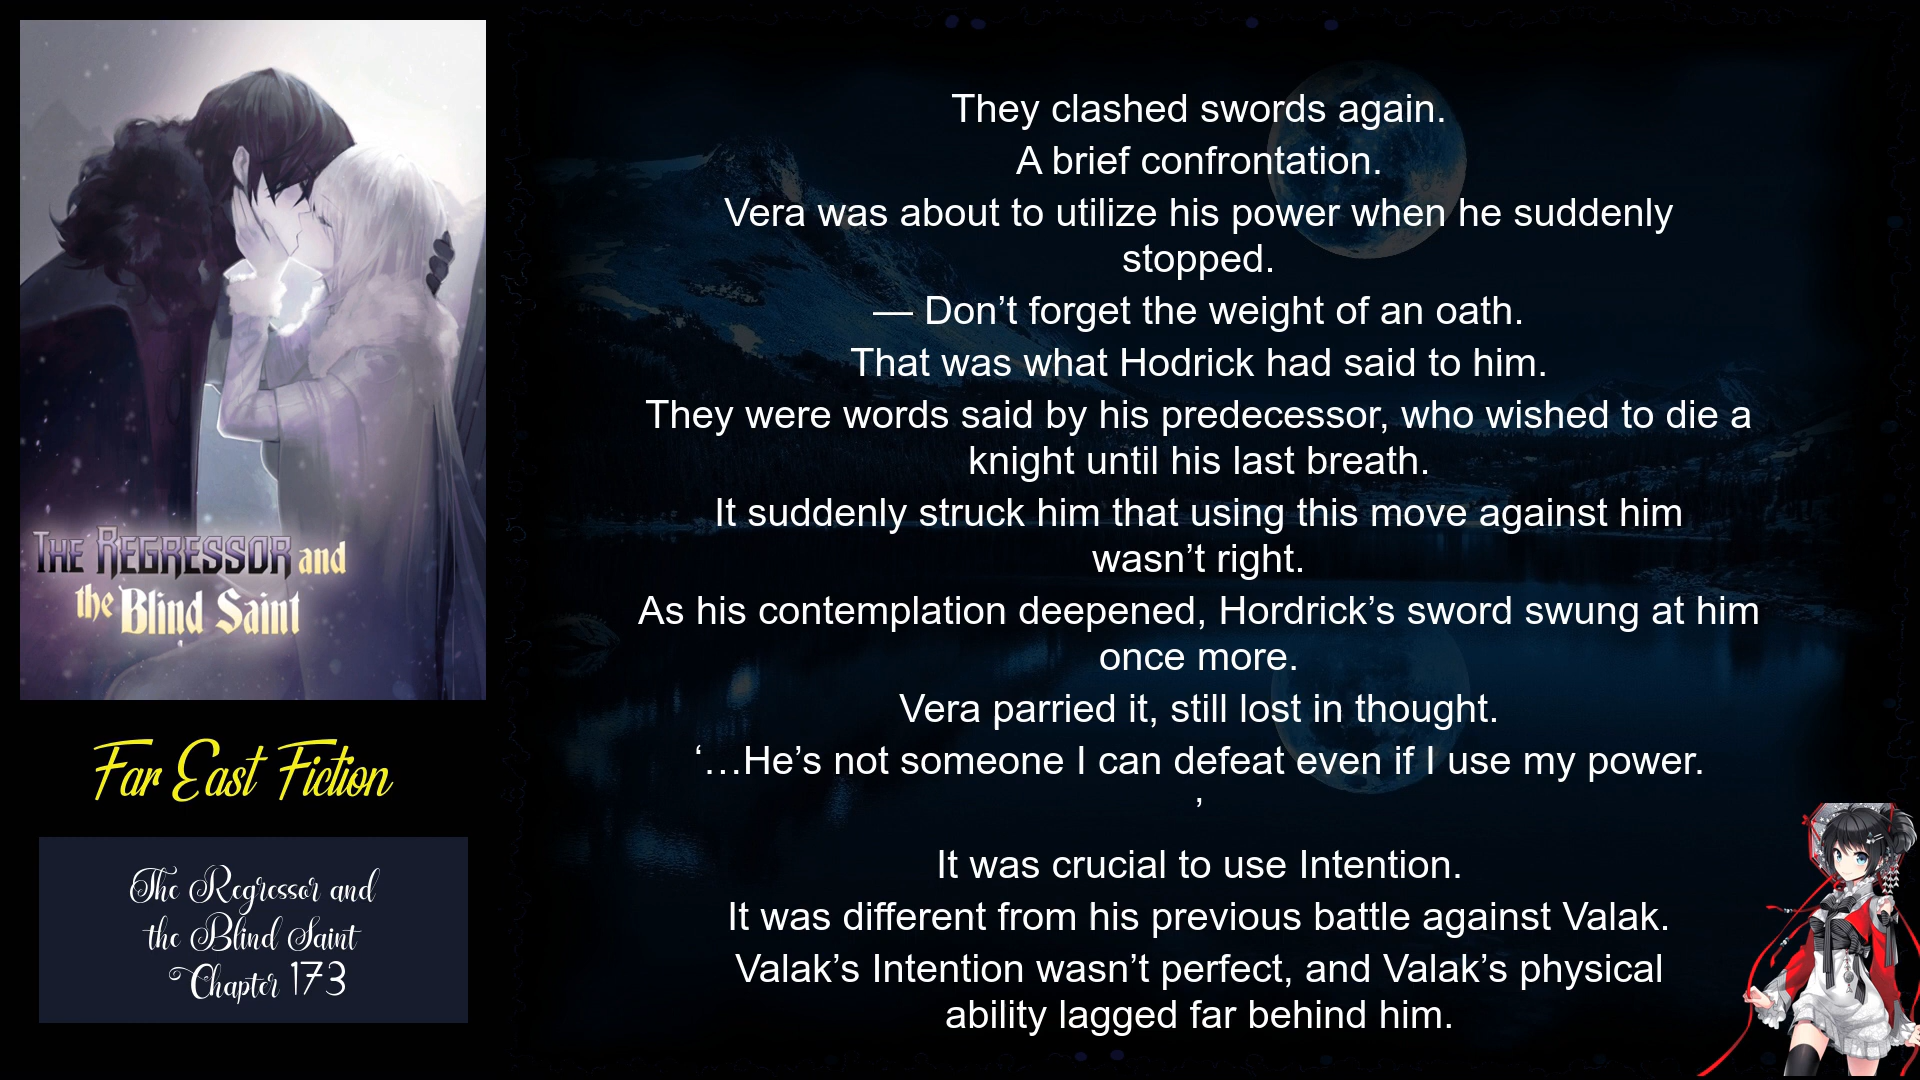 The Regressor and
the Blind Saint
Far East Fiction
The Regressor and
the Blind Saint
Chapter 173
They clashed swords again.
A brief confrontation.
Vera was about to utilize his power when he suddenly
stopped.
— Don’t forget the weight of an oath.
That was what Hodrick had said to him.
They were words said by his predecessor, who wished to die a
knight until his last breath.
It suddenly struck him that using this move against him
wasn’t right.
As his contemplation deepened, Hordrick’s sword swung at him
once more.
Vera parried it, still lost in thought.
‘…He’s not someone I can defeat even if I use my power.
’
It was crucial to use Intention.
It was different from his previous battle against Valak.
Valak’s Intention wasn’t perfect, and Valak’s physical
ability lagged far behind him.